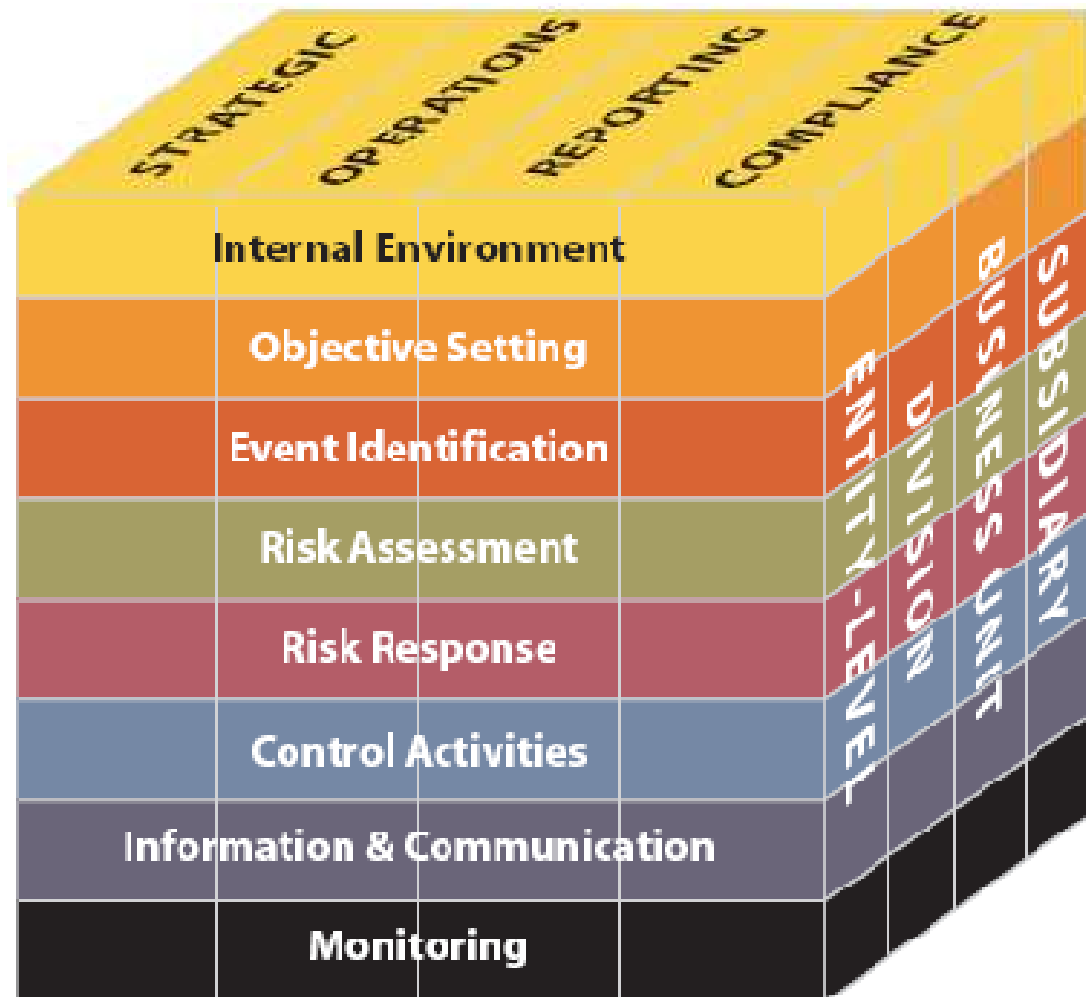 STRATEGIC
OPERATIONS
REPORTING
COMPLIANCE
Internal Environment
Objective Setting
Event Identification
Risk Assessment
Risk Response
Control Activities
Information & Communication
Monitoring
ENTITY-LEVEL
DIVISION
BUSINESS UNIT
SUBSIDIARY